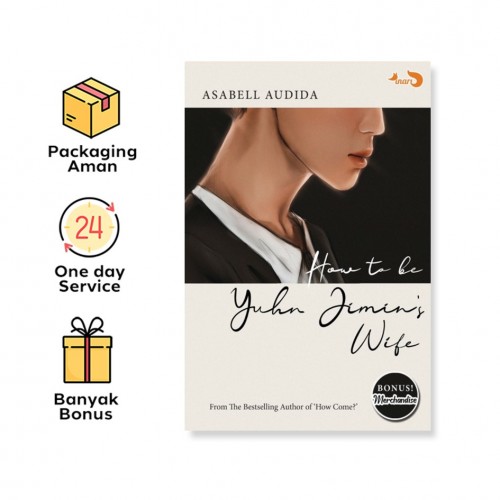 Packaging
Aman
24
One day
Service
Banyak
Bonus
inari
ASABELL AUDIDA
How to be
Yuhn Jimin's
Wife
BONUS!
Merchandise
From The Bestselling Author of 'How Come?'